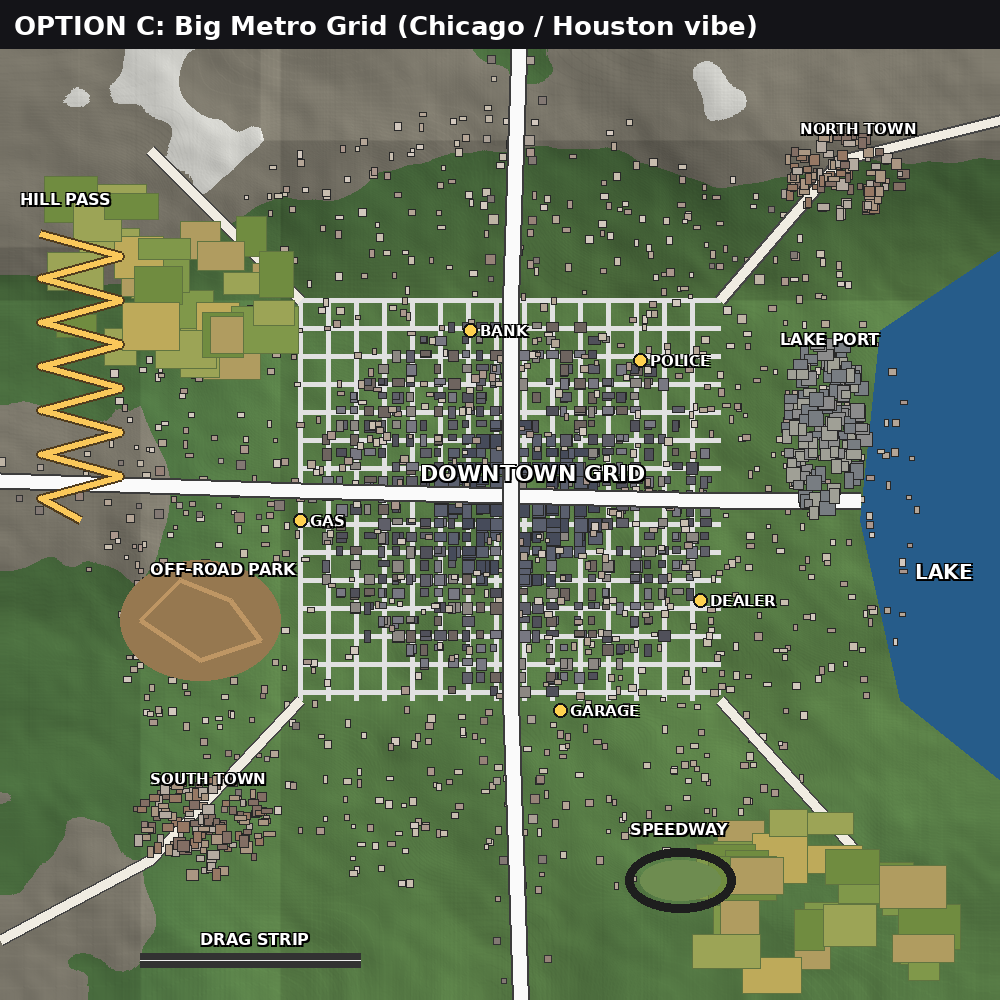 OPTION C: Big Metro Grid (Chicago / Houston vibe)
NORTH TOWN
HILL PASS
BANK
LAKE PORT
POLICE
DOWNTOWN GRID
GAS
OFF-ROAD PARK
LAKE
DEALER
GARAGE
SOUTH TOWN
SPEEDWAY
DRAG STRIP